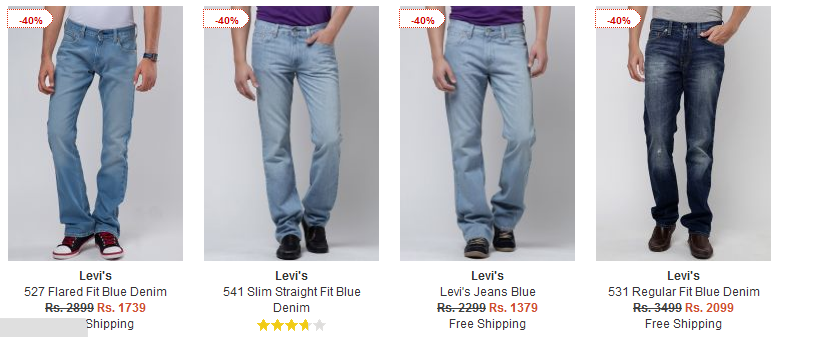 -40%
-40%
-40%
-40%
Levi's
527 Flared Fit Blue Denim
Rs. 2899 Rs. 1739
Shipping
Levi's
541 Slim Straight Fit Blue
Denim
Levi's
Levi's Jeans Blue
Rs. 2299 Rs. 1379
Free Shipping
Levi's
531 Regular Fit Blue Denim
Rs. 3499 Rs. 2099
Free Shipping